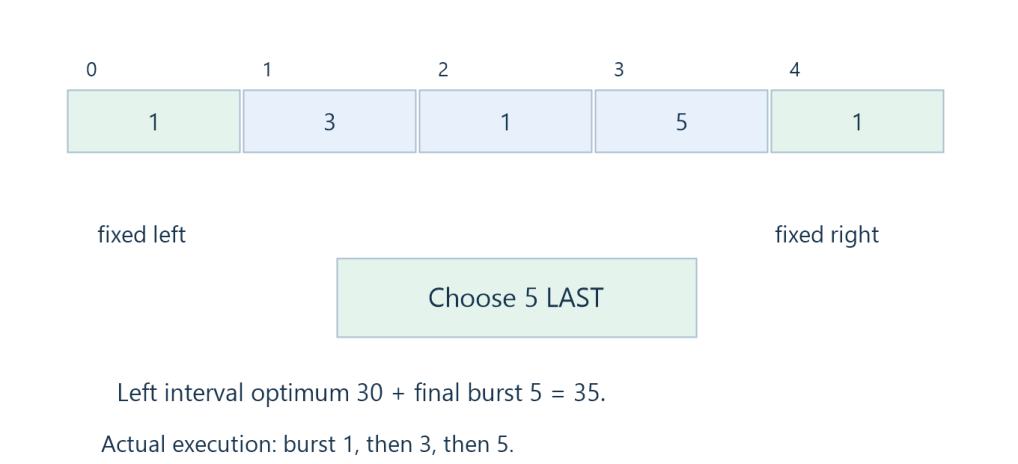 0 1 2 3 4
1 3 1 5 1
fixed left fixed right
Choose 5 LAST
Left interval optimum 30 + final burst 5 = 35.
Actual execution: burst 1, then 3, then 5.